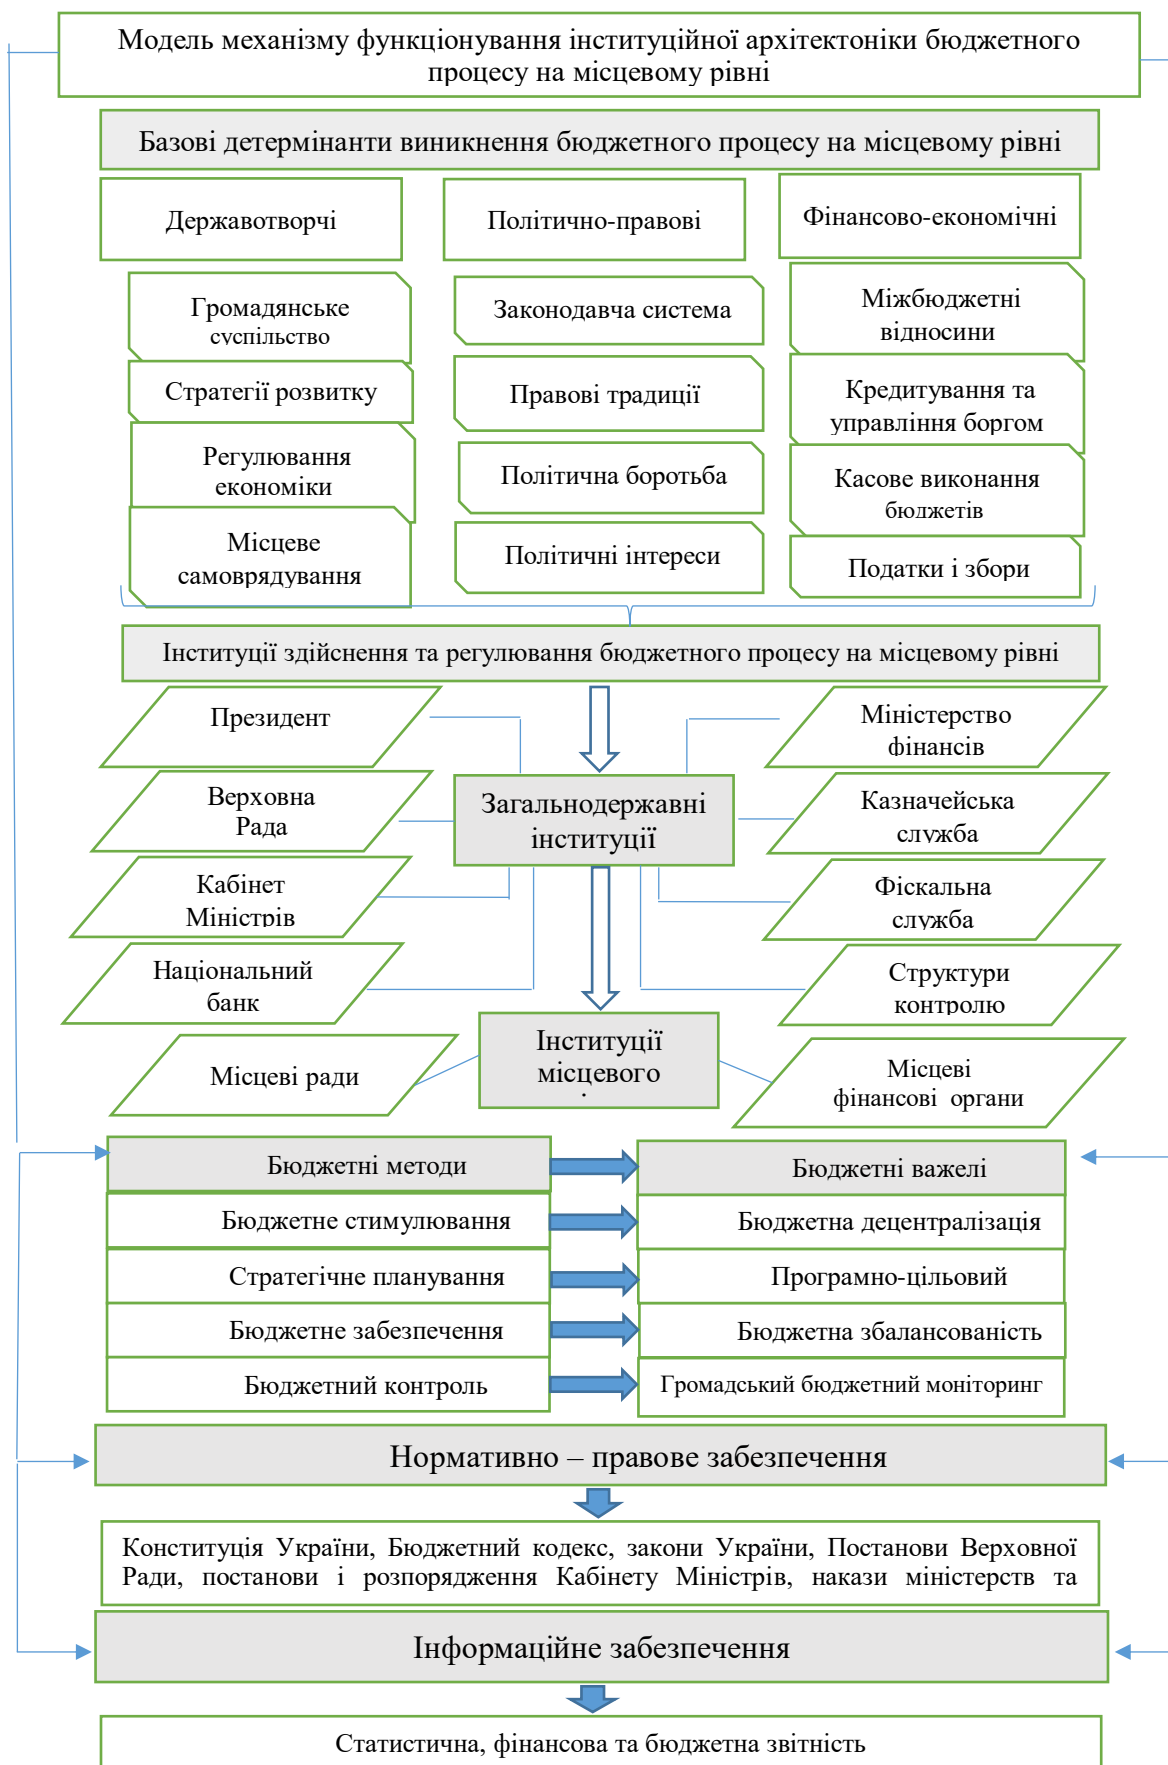 Модель механізму функціонування інституційної архітектоніки бюджетного
процесу на місцевому рівні
Базові детермінанти виникнення бюджетного процесу на місцевому рівні
Державотворчі
Політично-правові
Фінансово-економічні
Громадянське
суспільство
Законодавча система
Міжбюджетні
відносини
Стратегії розвитку
Правові традиції
Кредитування та
управління боргом
Регулювання
економіки
Політична боротьба
Касове виконання
бюджетів
Місцеве
самоврядування
Політичні інтереси
Податки і збори
Інституції здійснення та регулювання бюджетного процесу на місцевому рівні
Президент
Міністерство
фінансів
Верховна
Рада
Загальнодержавні
інституції
Казначейська
служба
Кабінет
Міністрів
Фіскальна
служба
Національний
банк
Структури
контролю
Місцеві ради
Інституції
місцевого
Місцеві
фінансові органи
Бюджетні методи
Бюджетні важелі
Бюджетне стимулювання
Бюджетна децентралізація
Стратегічне планування
Програмно-цільовий
Бюджетне забезпечення
Бюджетна збалансованість
Бюджетний контроль
Громадський бюджетний моніторинг
Нормативно – правове забезпечення
Конституція України, Бюджетний кодекс, закони України, Постанови Верховної
Ради, постанови і розпорядження Кабінету Міністрів, накази міністерств та
Інформаційне забезпечення
Статистична, фінансова та бюджетна звітність